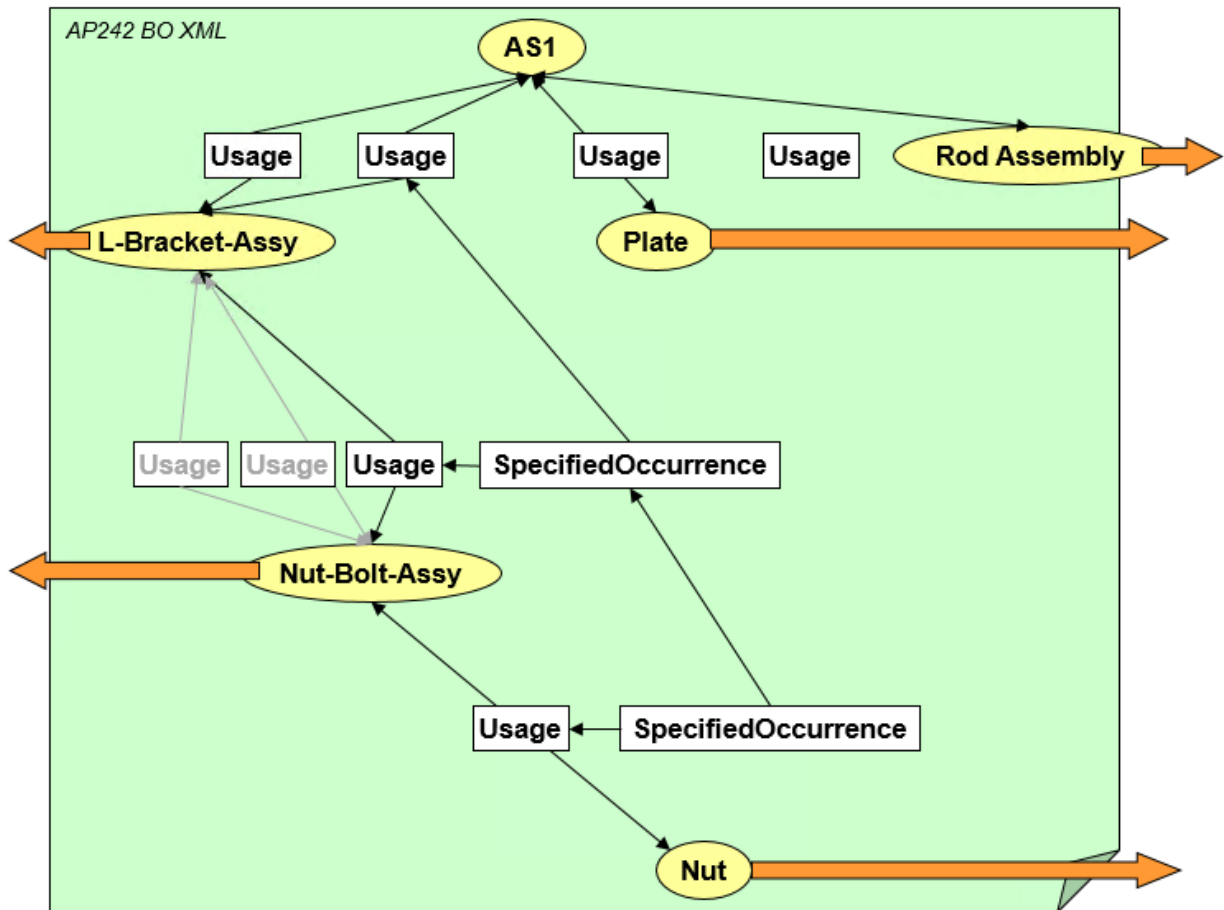 AP242 BO XML
AS1
Usage
Usage
Usage
Usage
Rod Assembly
L-Bracket-Assy
Plate
Usage
Usage
Usage
SpecifiedOccurrence
Nut-Bolt-Assy
Usage
SpecifiedOccurrence
Nut